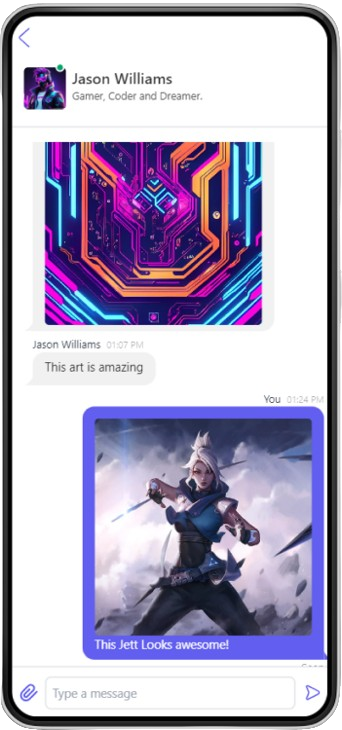 Jason Williams
Gamer, Coder and Dreamer.
Jason Williams 01:07 PM
This art is amazing
You 01:24 PM
This Jett Looks awesome!
Type a message